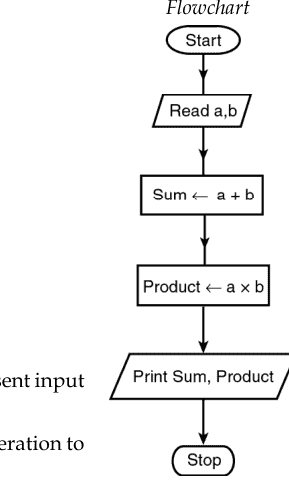 Flowchart
Start
Read a,b
Sum ← a + b
Product ← a × b
sent input
Print Sum, Product
eration to
Stop